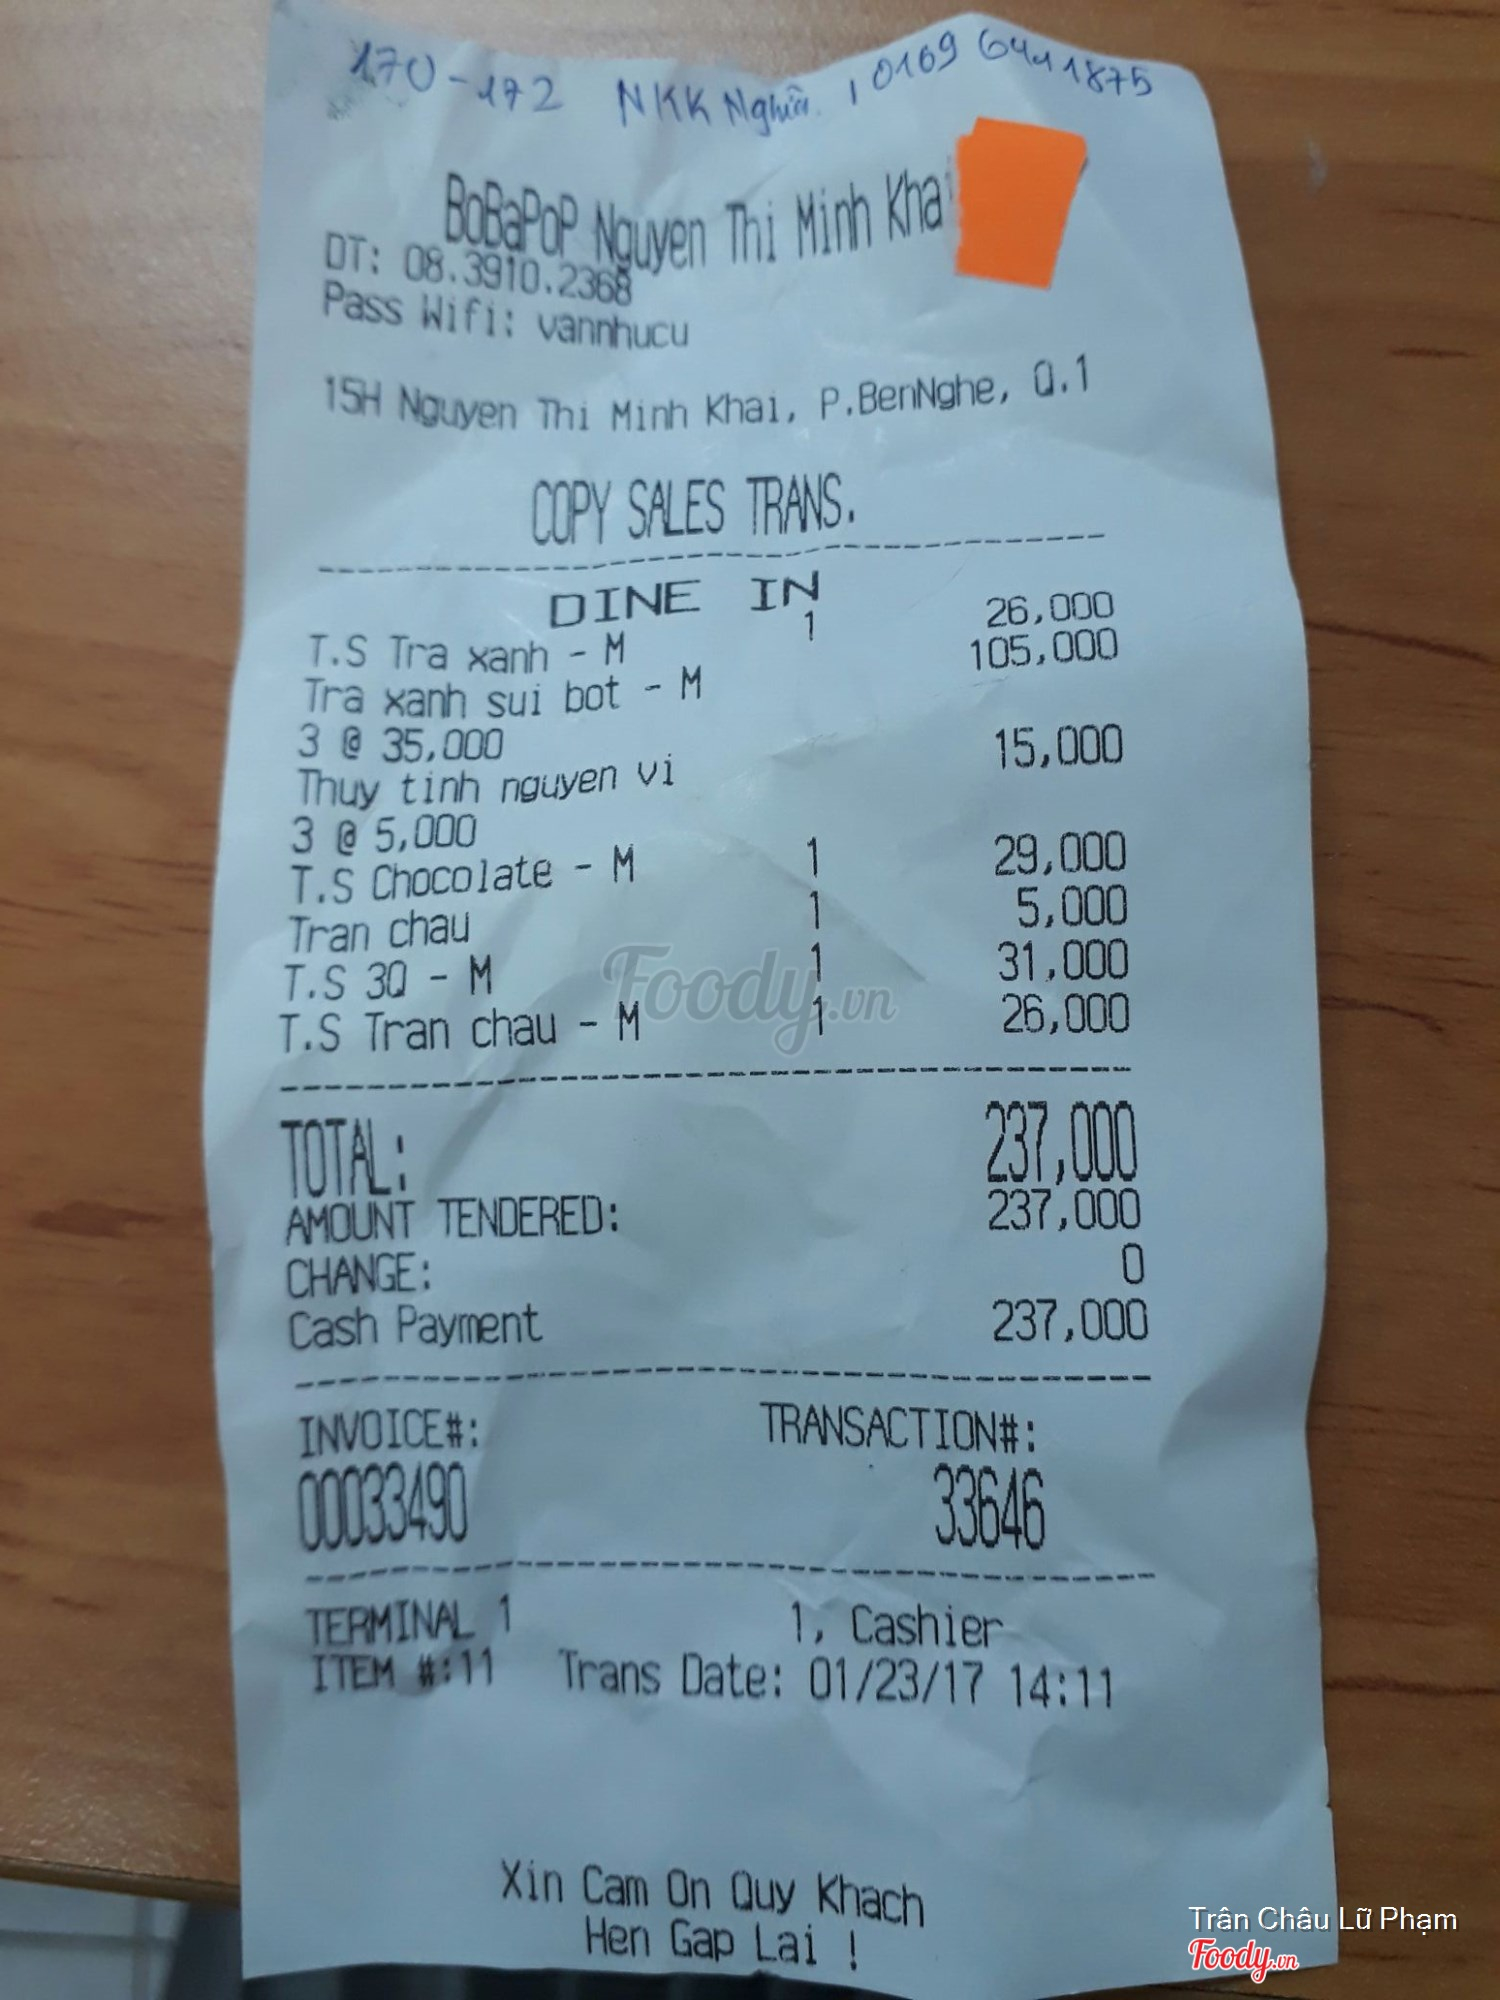 170-172 NKK Nghĩa. , 0169 641 1875
BoBaPoP Nguyen Thi Minh Khai
DT: 08.3910.2368
Pass Wifi: vannhucu
15H Nguyen Thi Minh Khai, P.BenNghe, Q.1
COPY SALES TRANS.
DINE IN
T.S Tra xanh - M 1 26,000
Tra xanh sui bot - M 105,000
3 @ 35,000
Thuy tinh nguyen vi 15,000
3 @ 5,000
T.S Chocolate - M 1 29,000
Tran chau 1 5,000
T.S 3Q - M 1 31,000
T.S Tran chau - M 1 26,000
Foody.vn
TOTAL: 237,000
AMOUNT TENDERED: 237,000
CHANGE: 0
Cash Payment 237,000
INVOICE#: TRANSACTION#:
00033490 33646
TERMINAL 1 1, Cashier
ITEM #:11 Trans Date: 01/23/17 14:11
Xin Cam On Quy Khach
Hen Gap Lai !
Trân Châu Lữ Phạm
Foody.vn